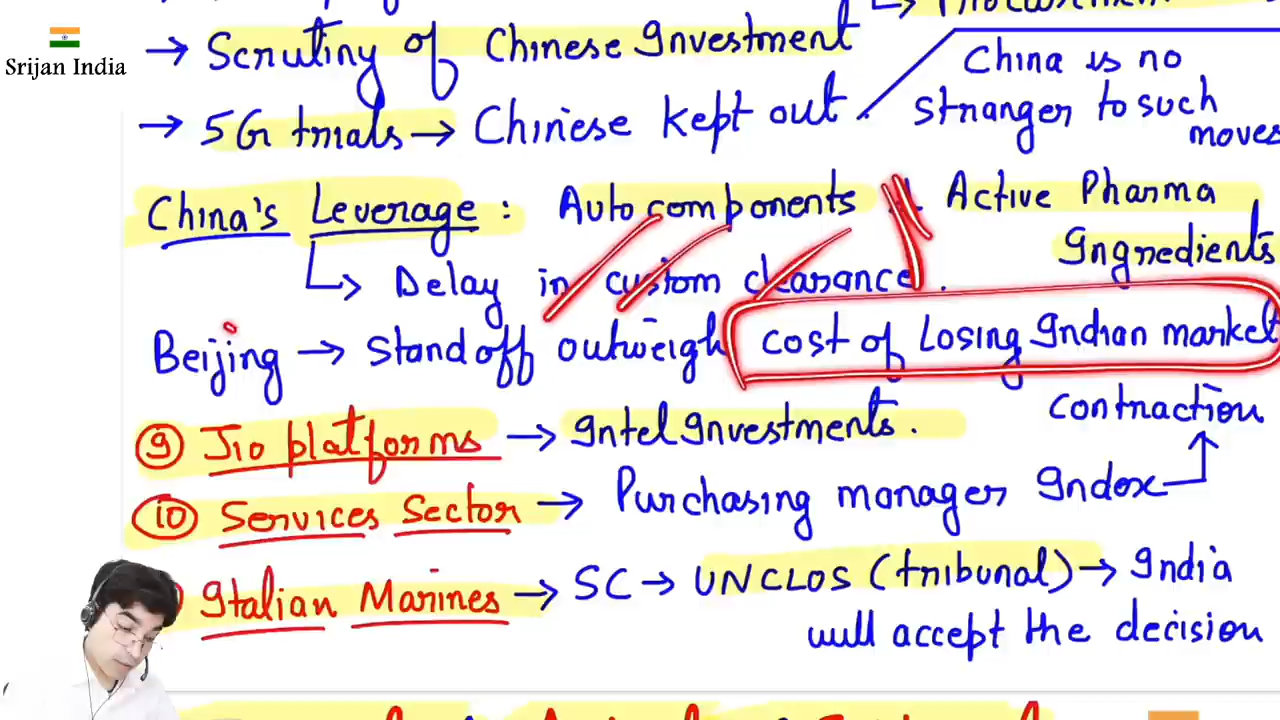 Srijan India
→ Scrutiny of Chinese Investment
→ 5G trials → Chinese kept out.
China is no
stranger to such
moves
China's Leverage : Auto components & Active Pharma
Ingredients
↳ Delay in custom clearance.
Beijing → Standoff outweigh cost of Losing Indian market
⑨ Jio platforms → Intel Investments.
contraction
⑩ Services Sector → Purchasing manager Index
Italian Marines → SC → UNCLOS (tribunal) → India
will accept the decision